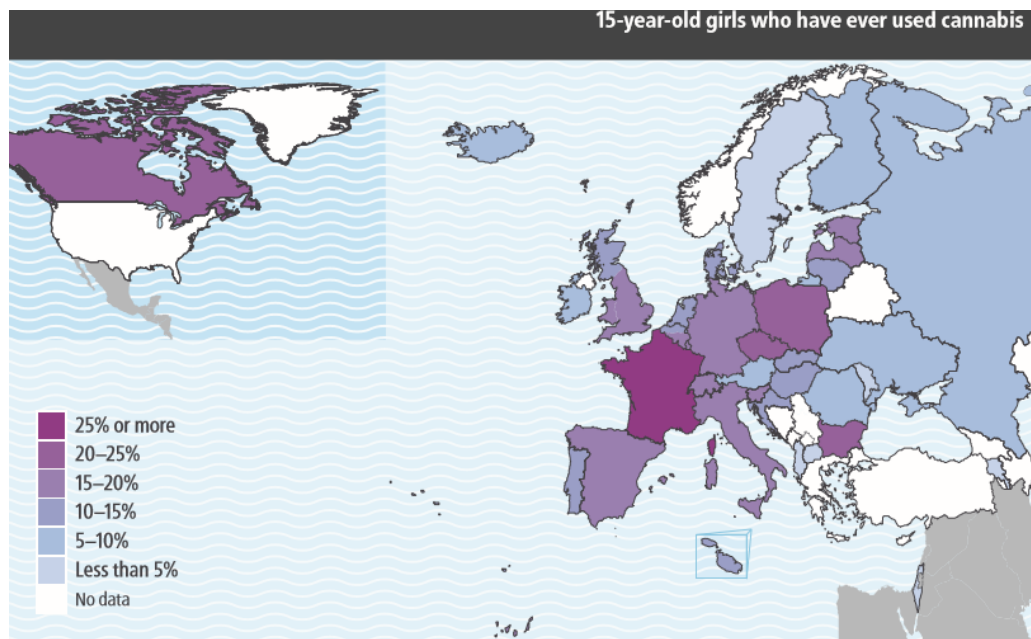 15-year-old girls who have ever used cannabis
25% or more
20–25%
15–20%
10–15%
5–10%
Less than 5%
No data